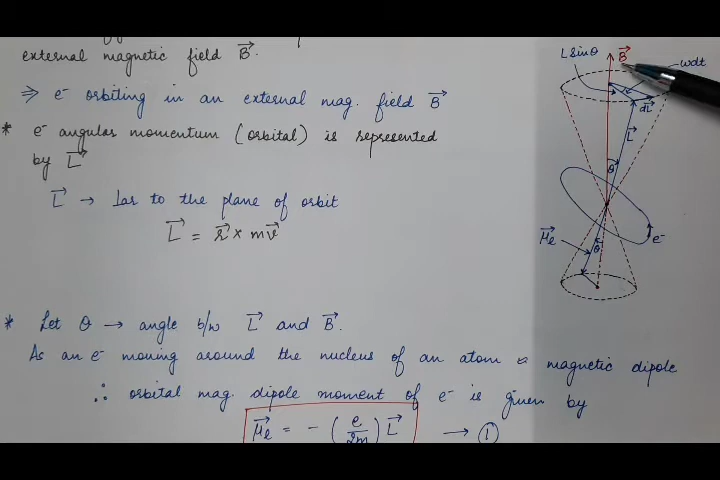 external magnetic field B⃗.
⇒ e⁻ orbiting in an external mag. field B⃗
* e⁻ angular momentum (orbital) is represented
by L⃗
L⃗ → ⊥ar to the plane of orbit
L⃗ = r⃗ × mv⃗
* Let θ → angle b/w L⃗ and B⃗.
As an e⁻ moving around the nucleus of an atom ≈ magnetic dipole
∴ orbital mag. dipole moment of e⁻ is given by
μ⃗ₗ = - (e/2m) L⃗ → ①
L sinθ
B⃗
ωdt
dL⃗
L⃗
θ
μ⃗ₗ
θ
e⁻